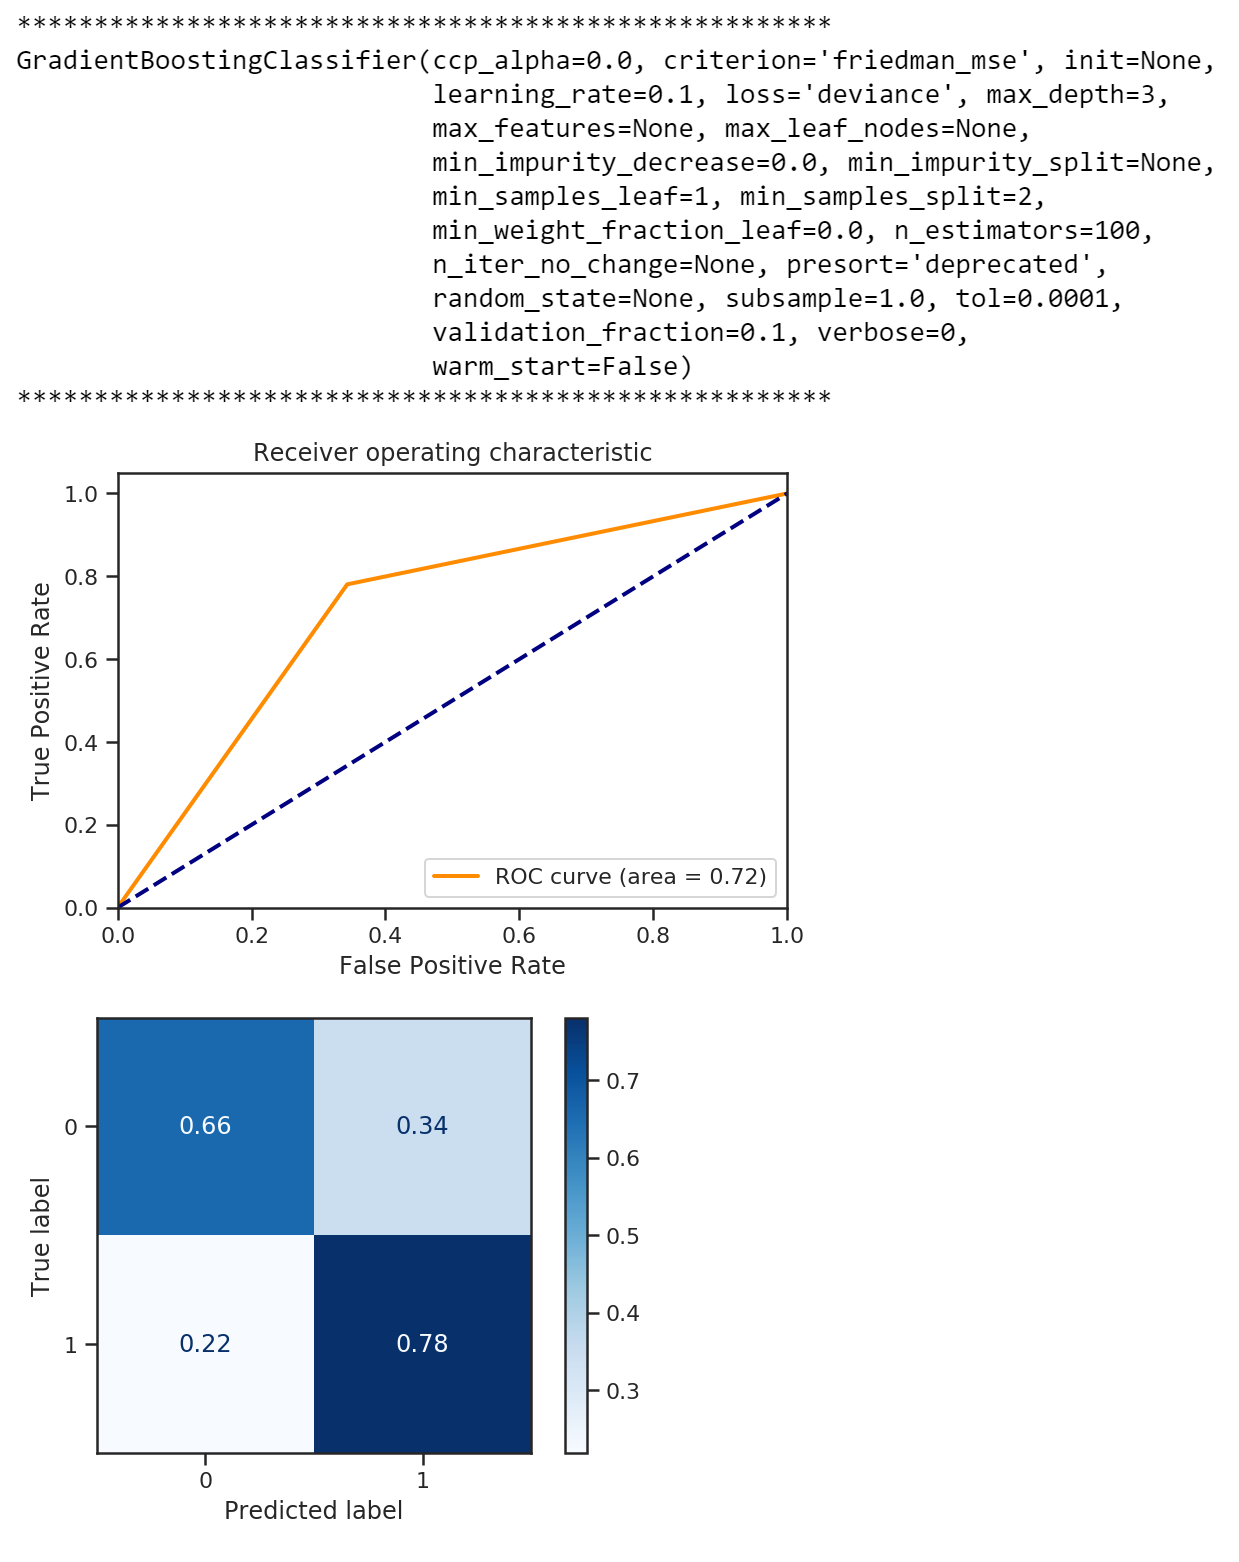 *****************************************************
GradientBoostingClassifier(ccp_alpha=0.0, criterion='friedman_mse', init=None,
learning_rate=0.1, loss='deviance', max_depth=3,
max_features=None, max_leaf_nodes=None,
min_impurity_decrease=0.0, min_impurity_split=None,
min_samples_leaf=1, min_samples_split=2,
min_weight_fraction_leaf=0.0, n_estimators=100,
n_iter_no_change=None, presort='deprecated',
random_state=None, subsample=1.0, tol=0.0001,
validation_fraction=0.1, verbose=0,
warm_start=False)
*****************************************************
Receiver operating characteristic
1.0
0.8
0.6
0.4
0.2
0.0
True Positive Rate
ROC curve (area = 0.72)
0.0 0.2 0.4 0.6 0.8 1.0
False Positive Rate
0.7
0.6
0.5
0.4
0.3
True label
0 0.66 0.34
1 0.22 0.78
0 1
Predicted label